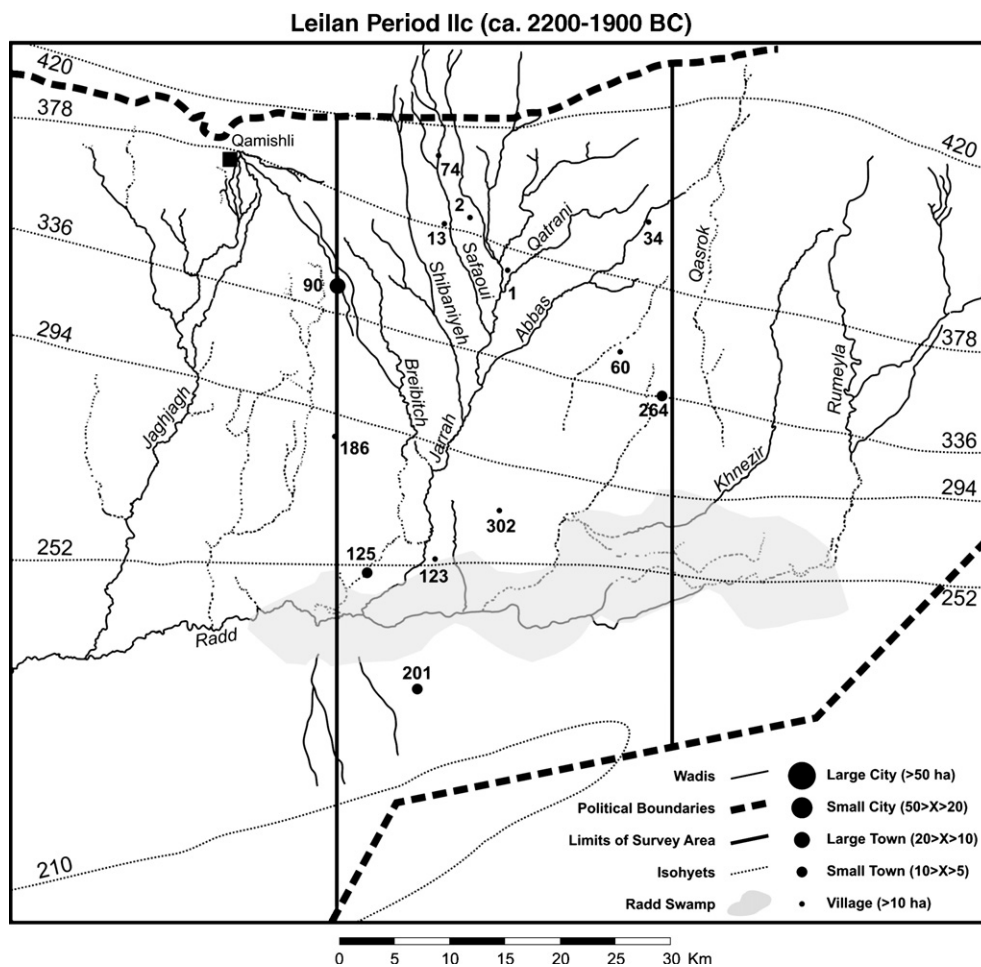 Leilan Period IIc (ca. 2200-1900 BC)
420
378
Qamishli
420
74
2
336
13
Qatrani
34
Qasrok
Safaoui
Shibaniyeh
1
90
Abbas
294
378
60
Rumeyla
Breibitch
264
Jaghjagh
336
186
Jarrah
Khnezir
294
302
252
125
123
252
Radd
201
210
Wadis
Large City (>50 ha)
Political Boundaries
Small City (50>X>20)
Limits of Survey Area
Large Town (20>X>10)
Isohyets
Small Town (10>X>5)
Radd Swamp
Village (>10 ha)
0 5 10 15 20 25 30 Km